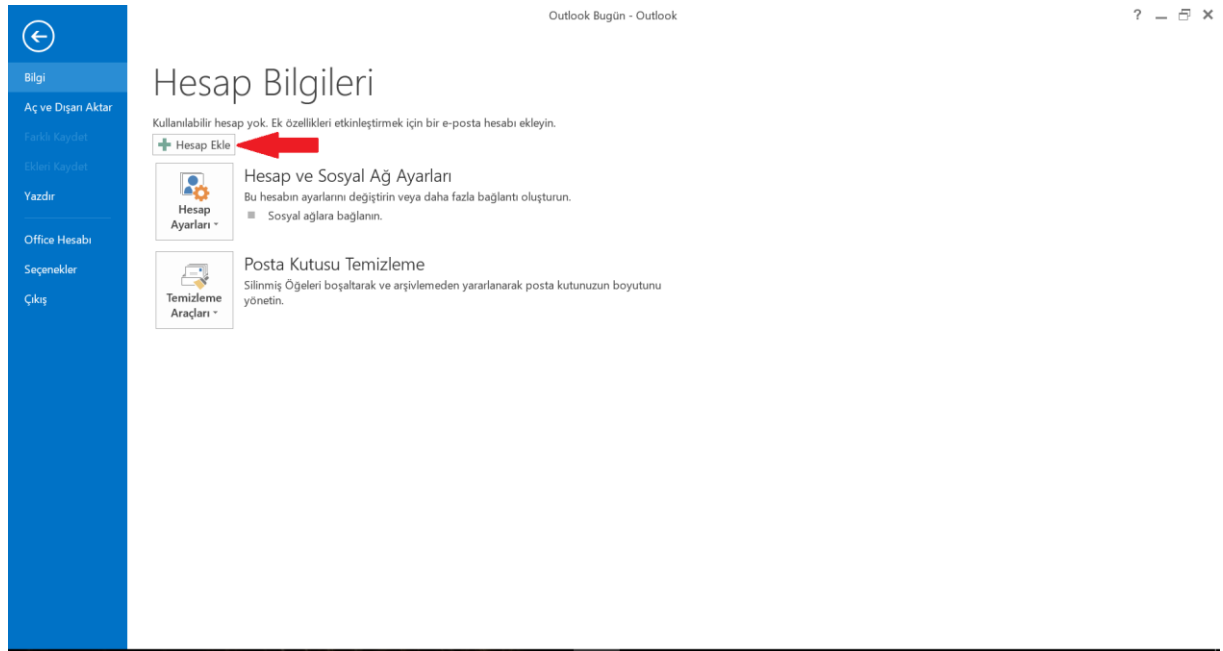 Outlook Bugün - Outlook
?
Bilgi
Aç ve Dışarı Aktar
Farklı Kaydet
Ekleri Kaydet
Yazdır
Office Hesabı
Seçenekler
Çıkış
Hesap Bilgileri
Kullanılabilir hesap yok. Ek özellikleri etkinleştirmek için bir e-posta hesabı ekleyin.
Hesap Ekle
Hesap
Ayarları
Hesap ve Sosyal Ağ Ayarları
Bu hesabın ayarlarını değiştirin veya daha fazla bağlantı oluşturun.
Sosyal ağlara bağlanın.
Temizleme
Araçları
Posta Kutusu Temizleme
Silinmiş Öğeleri boşaltarak ve arşivlemeden yararlanarak posta kutunuzun boyutunu
yönetin.